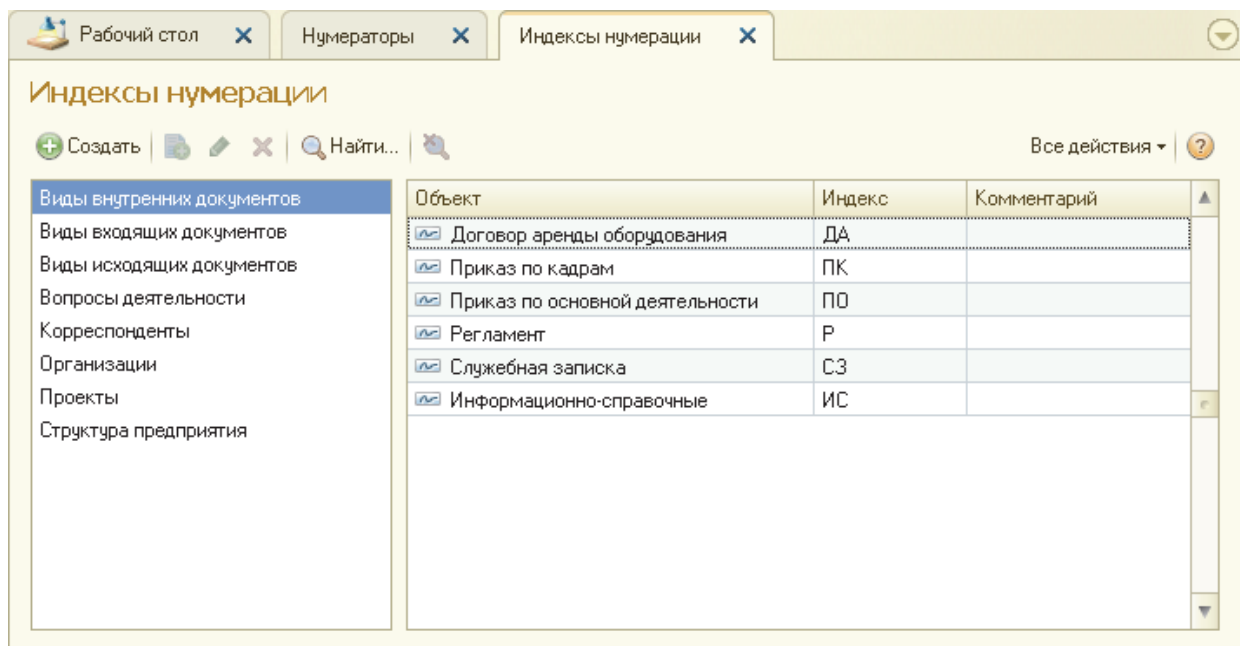 Рабочий стол Нумераторы Индексы нумерации
Индексы нумерации
Создать Найти... Все действия
Виды внутренних документов Объект Индекс Комментарий
Виды входящих документов Договор аренды оборудования ДА
Виды исходящих документов Приказ по кадрам ПК
Вопросы деятельности Приказ по основной деятельности ПО
Корреспонденты Регламент Р
Организации Служебная записка СЗ
Проекты Информационно-справочные ИС
Структура предприятия